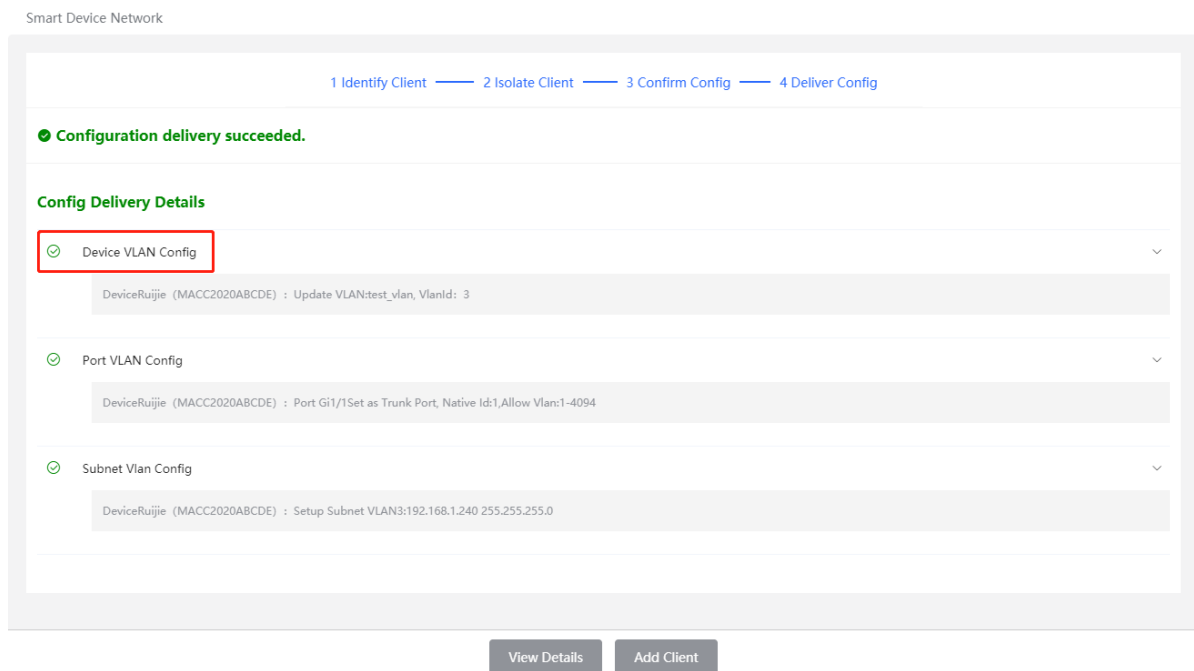 Smart Device Network
1 Identify Client 2 Isolate Client 3 Confirm Config 4 Deliver Config
Configuration delivery succeeded.
Config Delivery Details
Device VLAN Config
DeviceRuijie (MACC2020ABCDE) : Update VLAN:test_vlan, VlanId: 3
Port VLAN Config
DeviceRuijie (MACC2020ABCDE) : Port Gi1/1Set as Trunk Port, Native Id:1,Allow Vlan:1-4094
Subnet Vlan Config
DeviceRuijie (MACC2020ABCDE) : Setup Subnet VLAN3:192.168.1.240 255.255.255.0
View Details Add Client